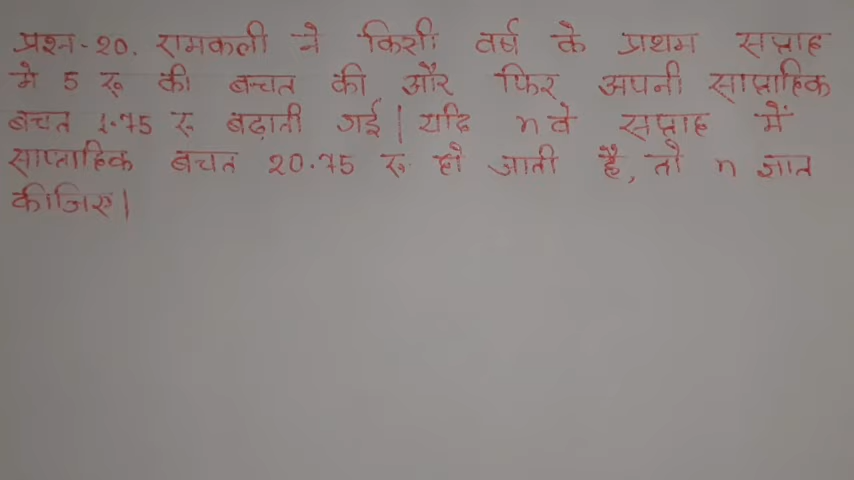 प्रश्न-20. रामकली ने किसी वर्ष के प्रथम सप्ताह
मे 5 रू की बचत की और फिर अपनी साप्ताहिक
बचत 1.75 रू बढ़ाती गई| यदि n वे सप्ताह में
साप्ताहिक बचत 20.75 रू हो जाती है, तो n ज्ञात
कीजिए|